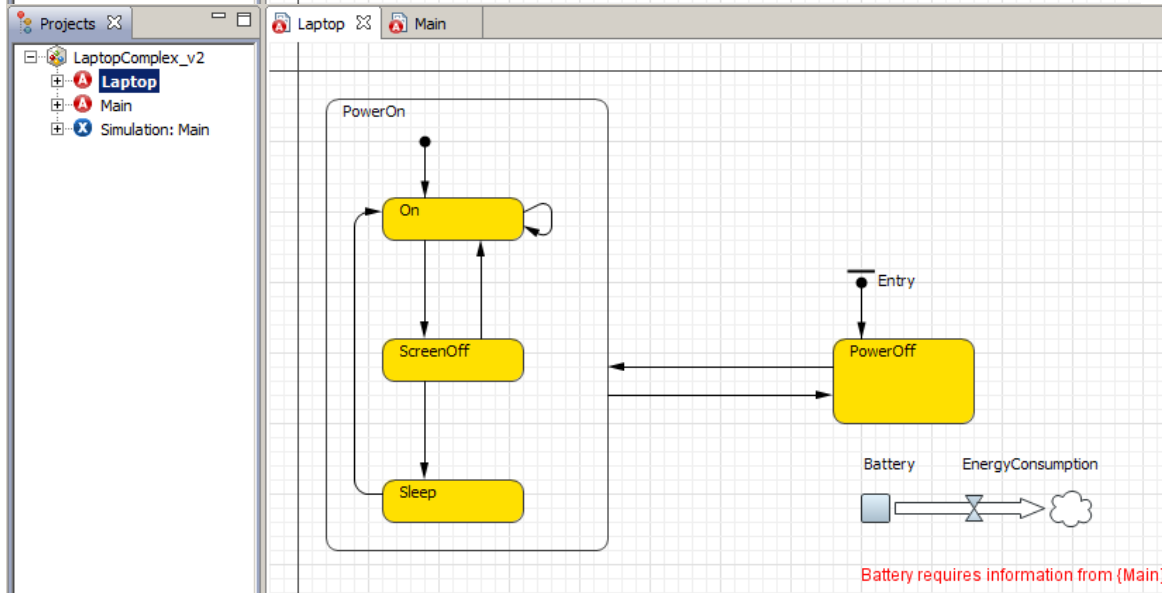 Projects
LaptopComplex_v2
Laptop
Main
Simulation: Main
Laptop
Main
PowerOn
On
ScreenOff
Sleep
Entry
PowerOff
Battery
EnergyConsumption
Battery requires information from {Main}